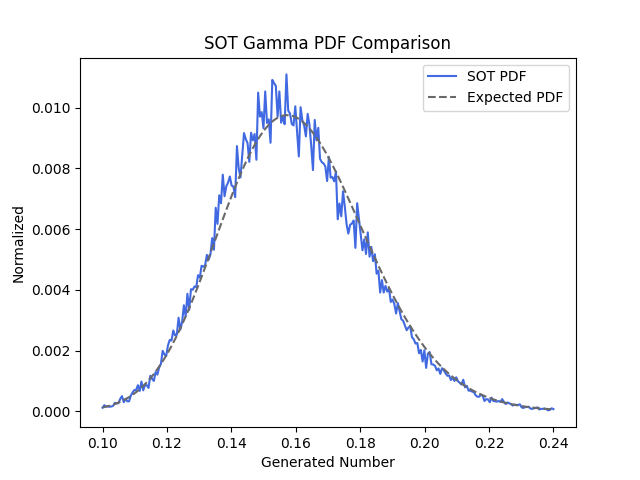 SOT Gamma PDF Comparison
SOT PDF
Expected PDF
Normalized
0.010
0.008
0.006
0.004
0.002
0.000
0.10 0.12 0.14 0.16 0.18 0.20 0.22 0.24
Generated Number